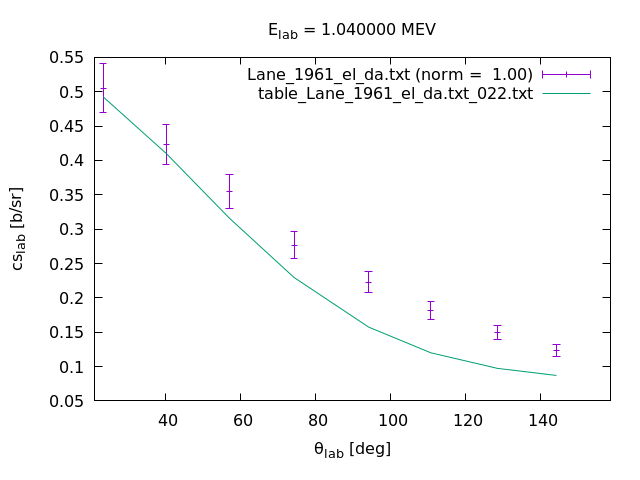 E_lab = 1.040000 MEV
Lane_1961_el_da.txt (norm =  1.00)
table_Lane_1961_el_da.txt_022.txt
cs_lab [b/sr]
0.55
0.5
0.45
0.4
0.35
0.3
0.25
0.2
0.15
0.1
0.05
40 60 80 100 120 140
θ_lab [deg]